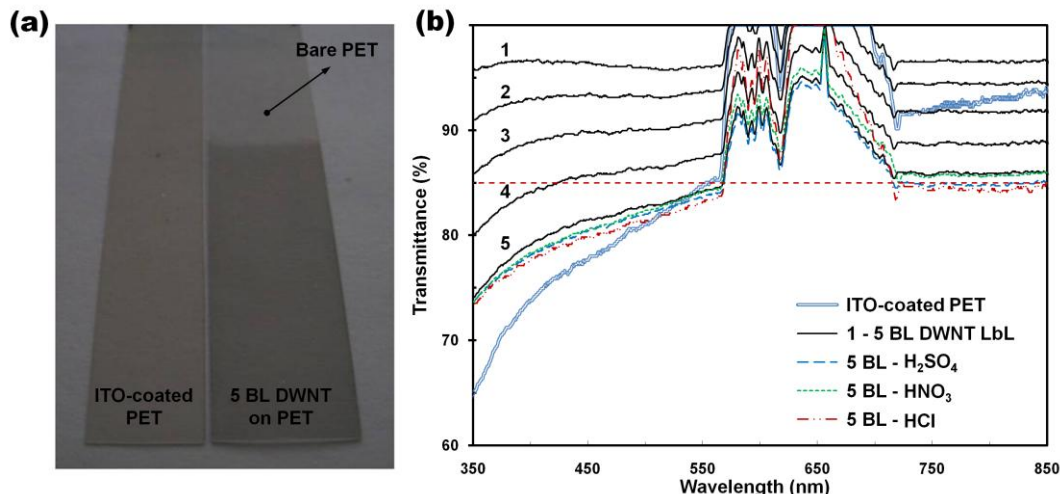 (a)
Bare PET
ITO-coated
PET
5 BL DWNT
on PET
(b)
Transmittance (%)
90
80
70
60
1
2
3
4
5
ITO-coated PET
1 - 5 BL DWNT LbL
5 BL - H₂SO₄
5 BL - HNO₃
5 BL - HCl
350
450
550
650
750
850
Wavelength (nm)